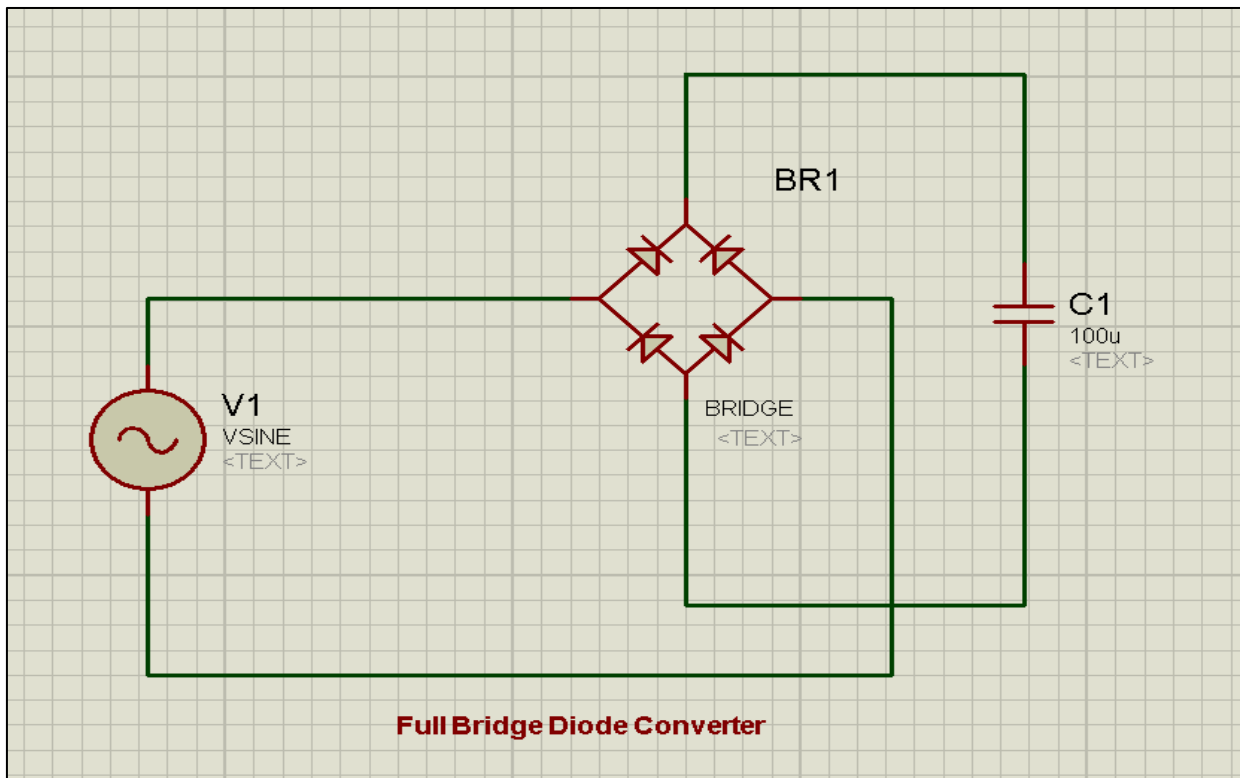 BR1
C1
100u
<TEXT>
V1
VSINE
<TEXT>
BRIDGE
<TEXT>
Full Bridge Diode Converter